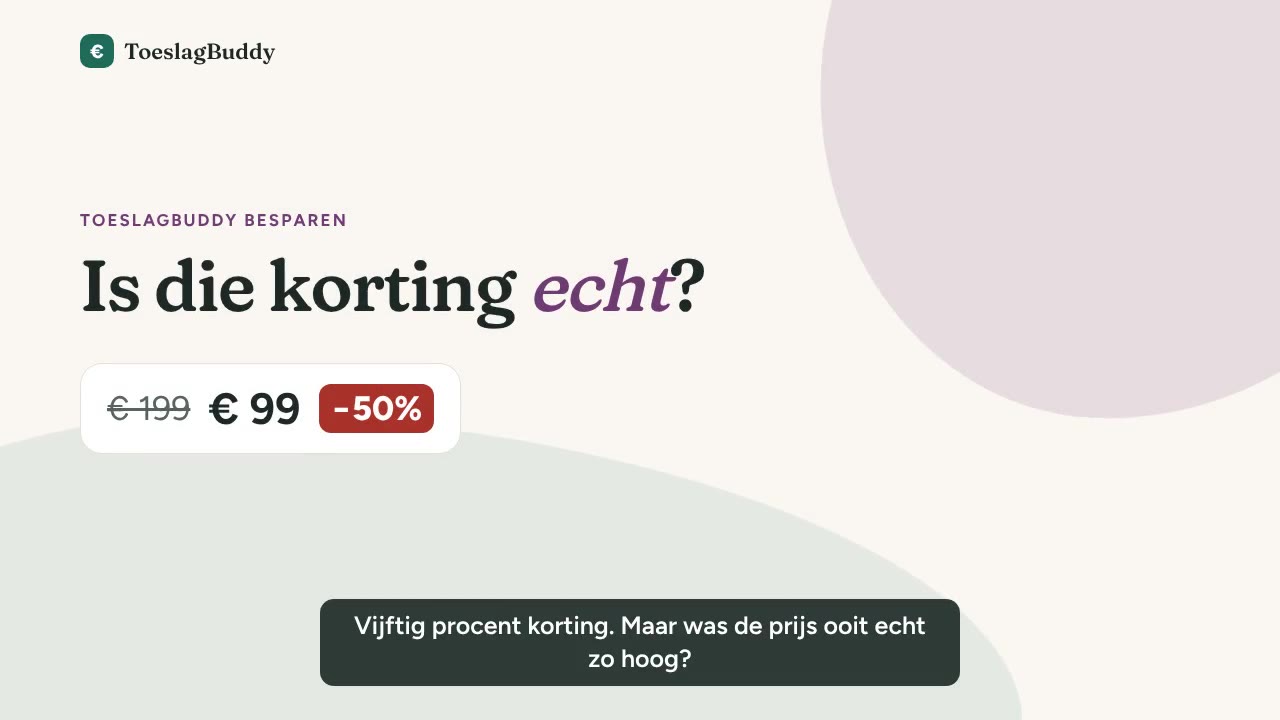 € ToeslagBuddy
TOESLAGBUDDY BESPAREN
Is die korting echt?
€ 199 € 99 -50%
Vijftig procent korting. Maar was de prijs ooit echt
zo hoog?